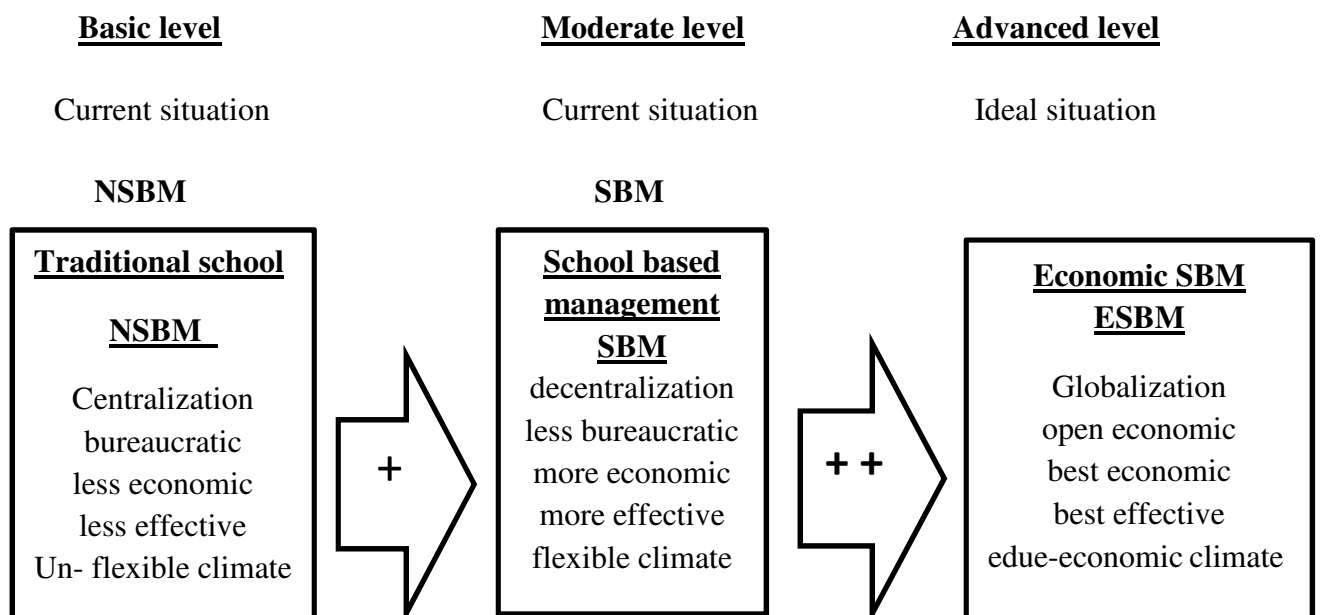 Basic level
Moderate level
Advanced level
Current situation
Current situation
Ideal situation
NSBM
SBM
Traditional school
NSBM
Centralization
bureaucratic
less economic
less effective
Un- flexible climate
+
School based
management
SBM
decentralization
less bureaucratic
more economic
more effective
flexible climate
+ +
Economic SBM
ESBM
Globalization
open economic
best economic
best effective
edue-economic climate